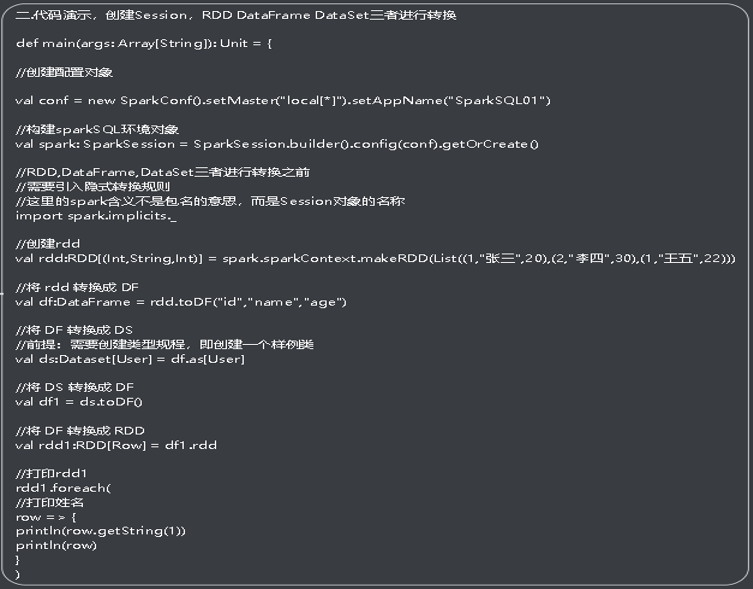 二.代码演示，创建Session，RDD DataFrame DataSet三者进行转换
def main(args: Array[String]): Unit = {
//创建配置对象
val conf = new SparkConf().setMaster("local[*]").setAppName("SparkSQL01")
//构建sparkSQL环境对象
val spark: SparkSession = SparkSession.builder().config(conf).getOrCreate()
//RDD,DataFrame,DataSet三者进行转换之前
//需要引入隐式转换规则
//这里的spark含义不是包名的意思，而是Session对象的名称
import spark.implicits._
//创建rdd
val rdd:RDD[(Int,String,Int)] = spark.sparkContext.makeRDD(List((1,"张三",20),(2,"李四",30),(1,"王五",22)))
//将 rdd 转换成 DF
val df:DataFrame = rdd.toDF("id","name","age")
//将 DF 转换成 DS
//前提：需要创建类型规程，即创建一个样例类
val ds:Dataset[User] = df.as[User]
//将 DS 转换成 DF
val df1 = ds.toDF()
//将 DF 转换成 RDD
val rdd1:RDD[Row] = df1.rdd
//打印rdd1
rdd1.foreach(
//打印姓名
row => {
println(row.getString(1))
println(row)
}
)